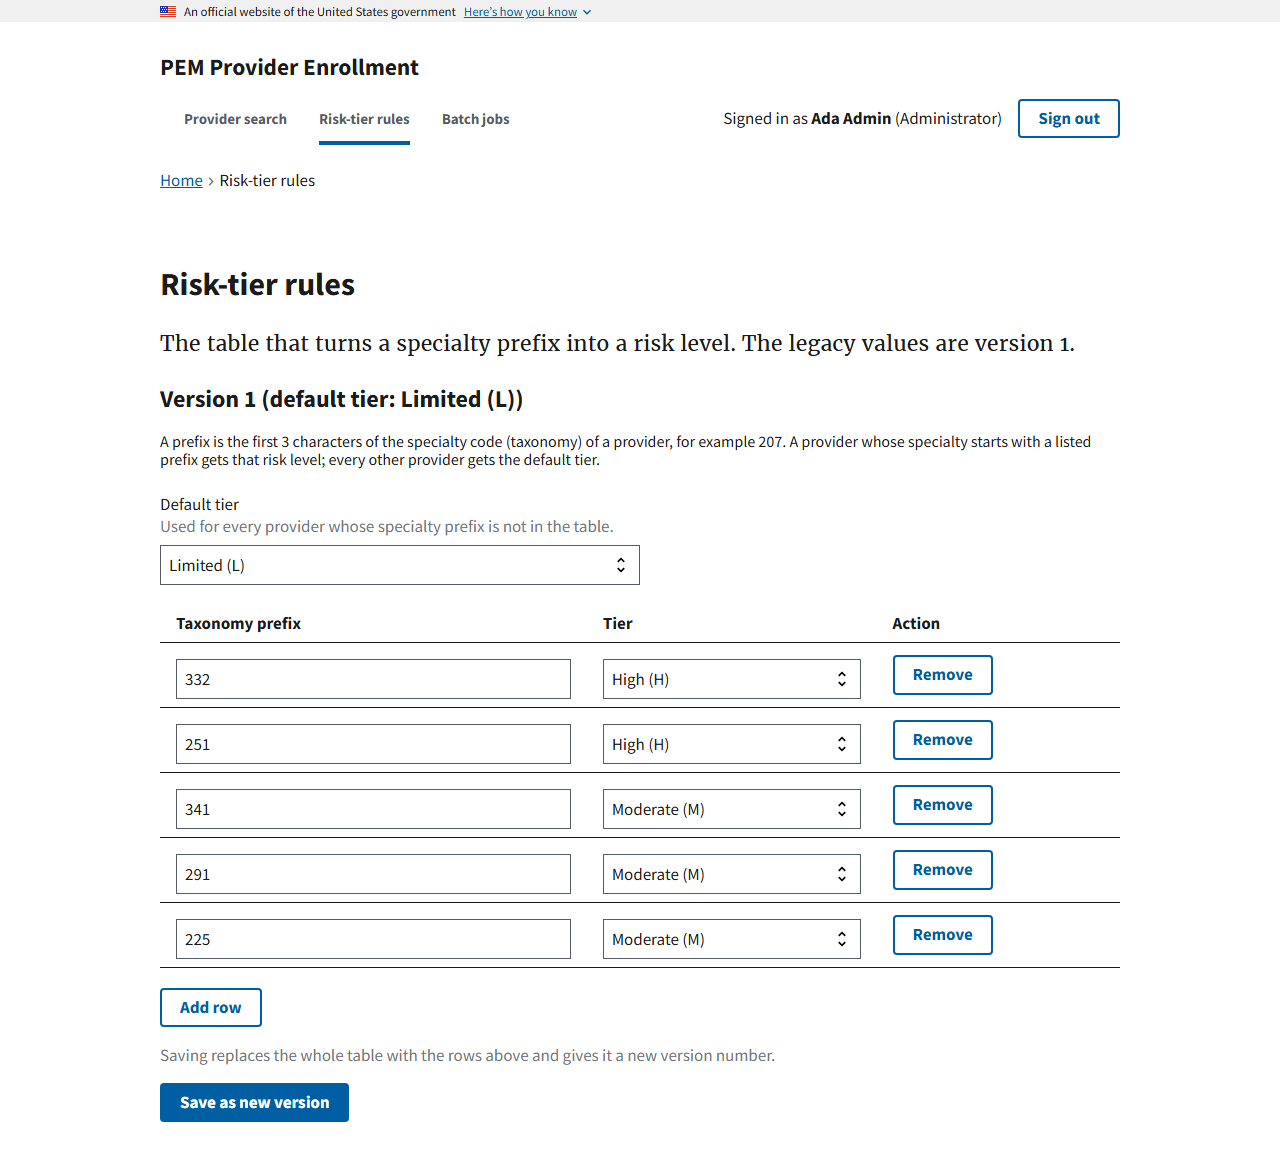 An official website of the United States government Here's how you know
PEM Provider Enrollment
Provider search Risk-tier rules Batch jobs Signed in as Ada Admin (Administrator) Sign out
Home › Risk-tier rules
Risk-tier rules
The table that turns a specialty prefix into a risk level. The legacy values are version 1.
Version 1 (default tier: Limited (L))
A prefix is the first 3 characters of the specialty code (taxonomy) of a provider, for example 207. A provider whose specialty starts with a listed
prefix gets that risk level; every other provider gets the default tier.
Default tier
Used for every provider whose specialty prefix is not in the table.
Limited (L)
Taxonomy prefix Tier Action
332 High (H) Remove
251 High (H) Remove
341 Moderate (M) Remove
291 Moderate (M) Remove
225 Moderate (M) Remove
Add row
Saving replaces the whole table with the rows above and gives it a new version number.
Save as new version